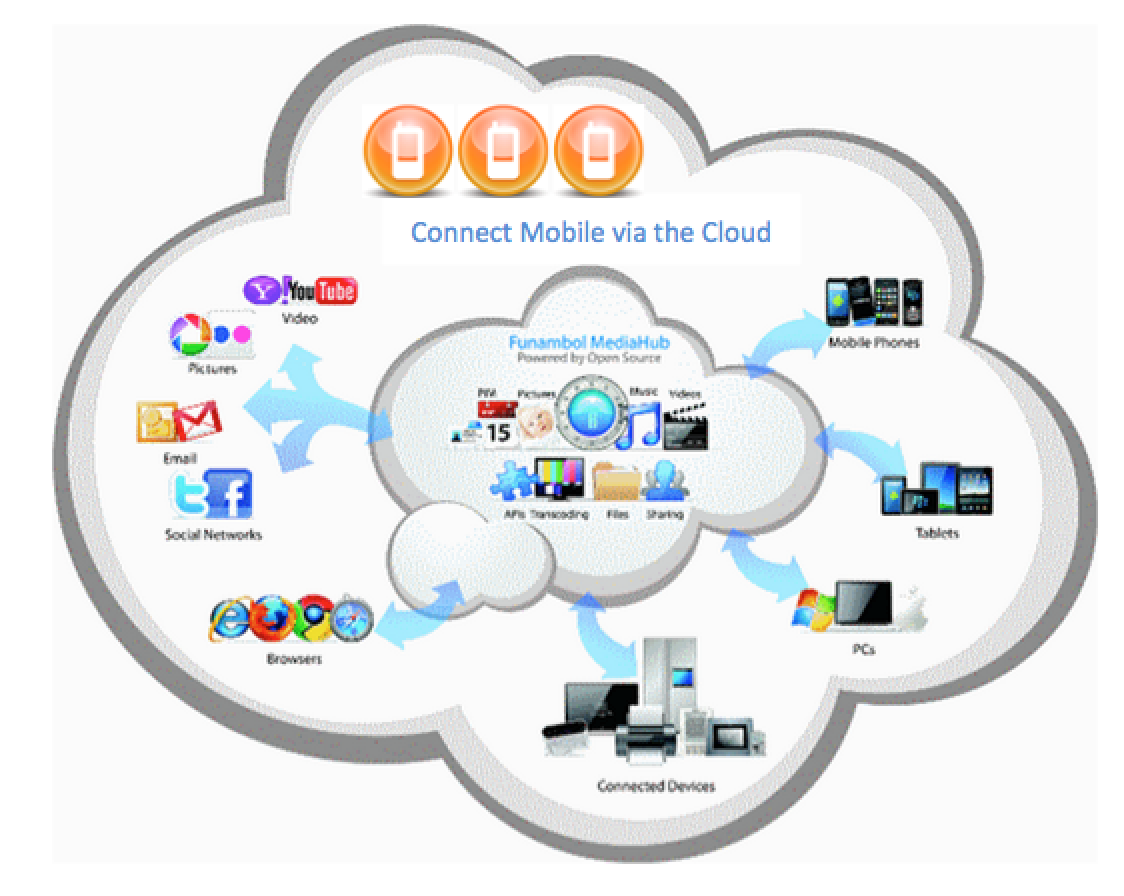 Connect Mobile via the Cloud
Y! YouTube
Video
Pictures
Email
Social Networks
Browsers
Funambol MediaHub
Powered by Open Source
PIM Pictures Music Videos
15
APIs Transcoding Files Sharing
Mobile Phones
Tablets
PCs
Connected Devices